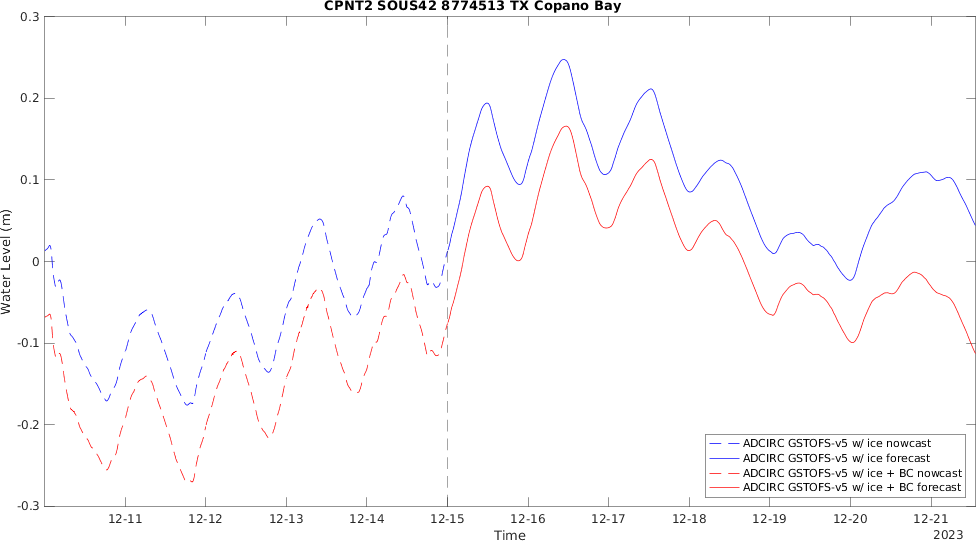 CPNT2 SOUS42 8774513 TX Copano Bay
0.3
0.2
0.1
0
-0.1
-0.2
-0.3
Water Level (m)
12-11
12-12
12-13
12-14
12-15
12-16
12-17
12-18
12-19
12-20
12-21
Time
2023
ADCIRC GSTOFS-v5 w/ ice nowcast
ADCIRC GSTOFS-v5 w/ ice forecast
ADCIRC GSTOFS-v5 w/ ice + BC nowcast
ADCIRC GSTOFS-v5 w/ ice + BC forecast